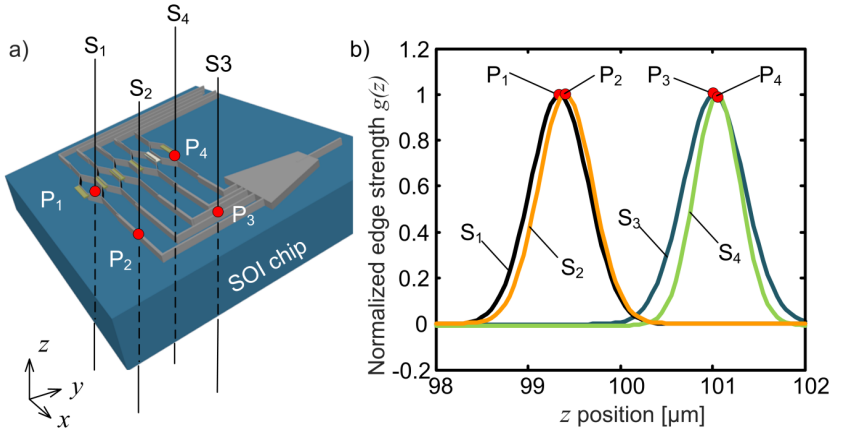 a)
S₁
S₂
S₄
S3
P₁
P₂
P₃
P₄
SOI chip
z
y
x
b)
Normalized edge strength g(z)
1.2
1
0.8
0.6
0.4
0.2
0
-0.2
P₁
P₂
P₃
P₄
S₁
S₂
S₃
S₄
98
99
100
101
102
z position [µm]